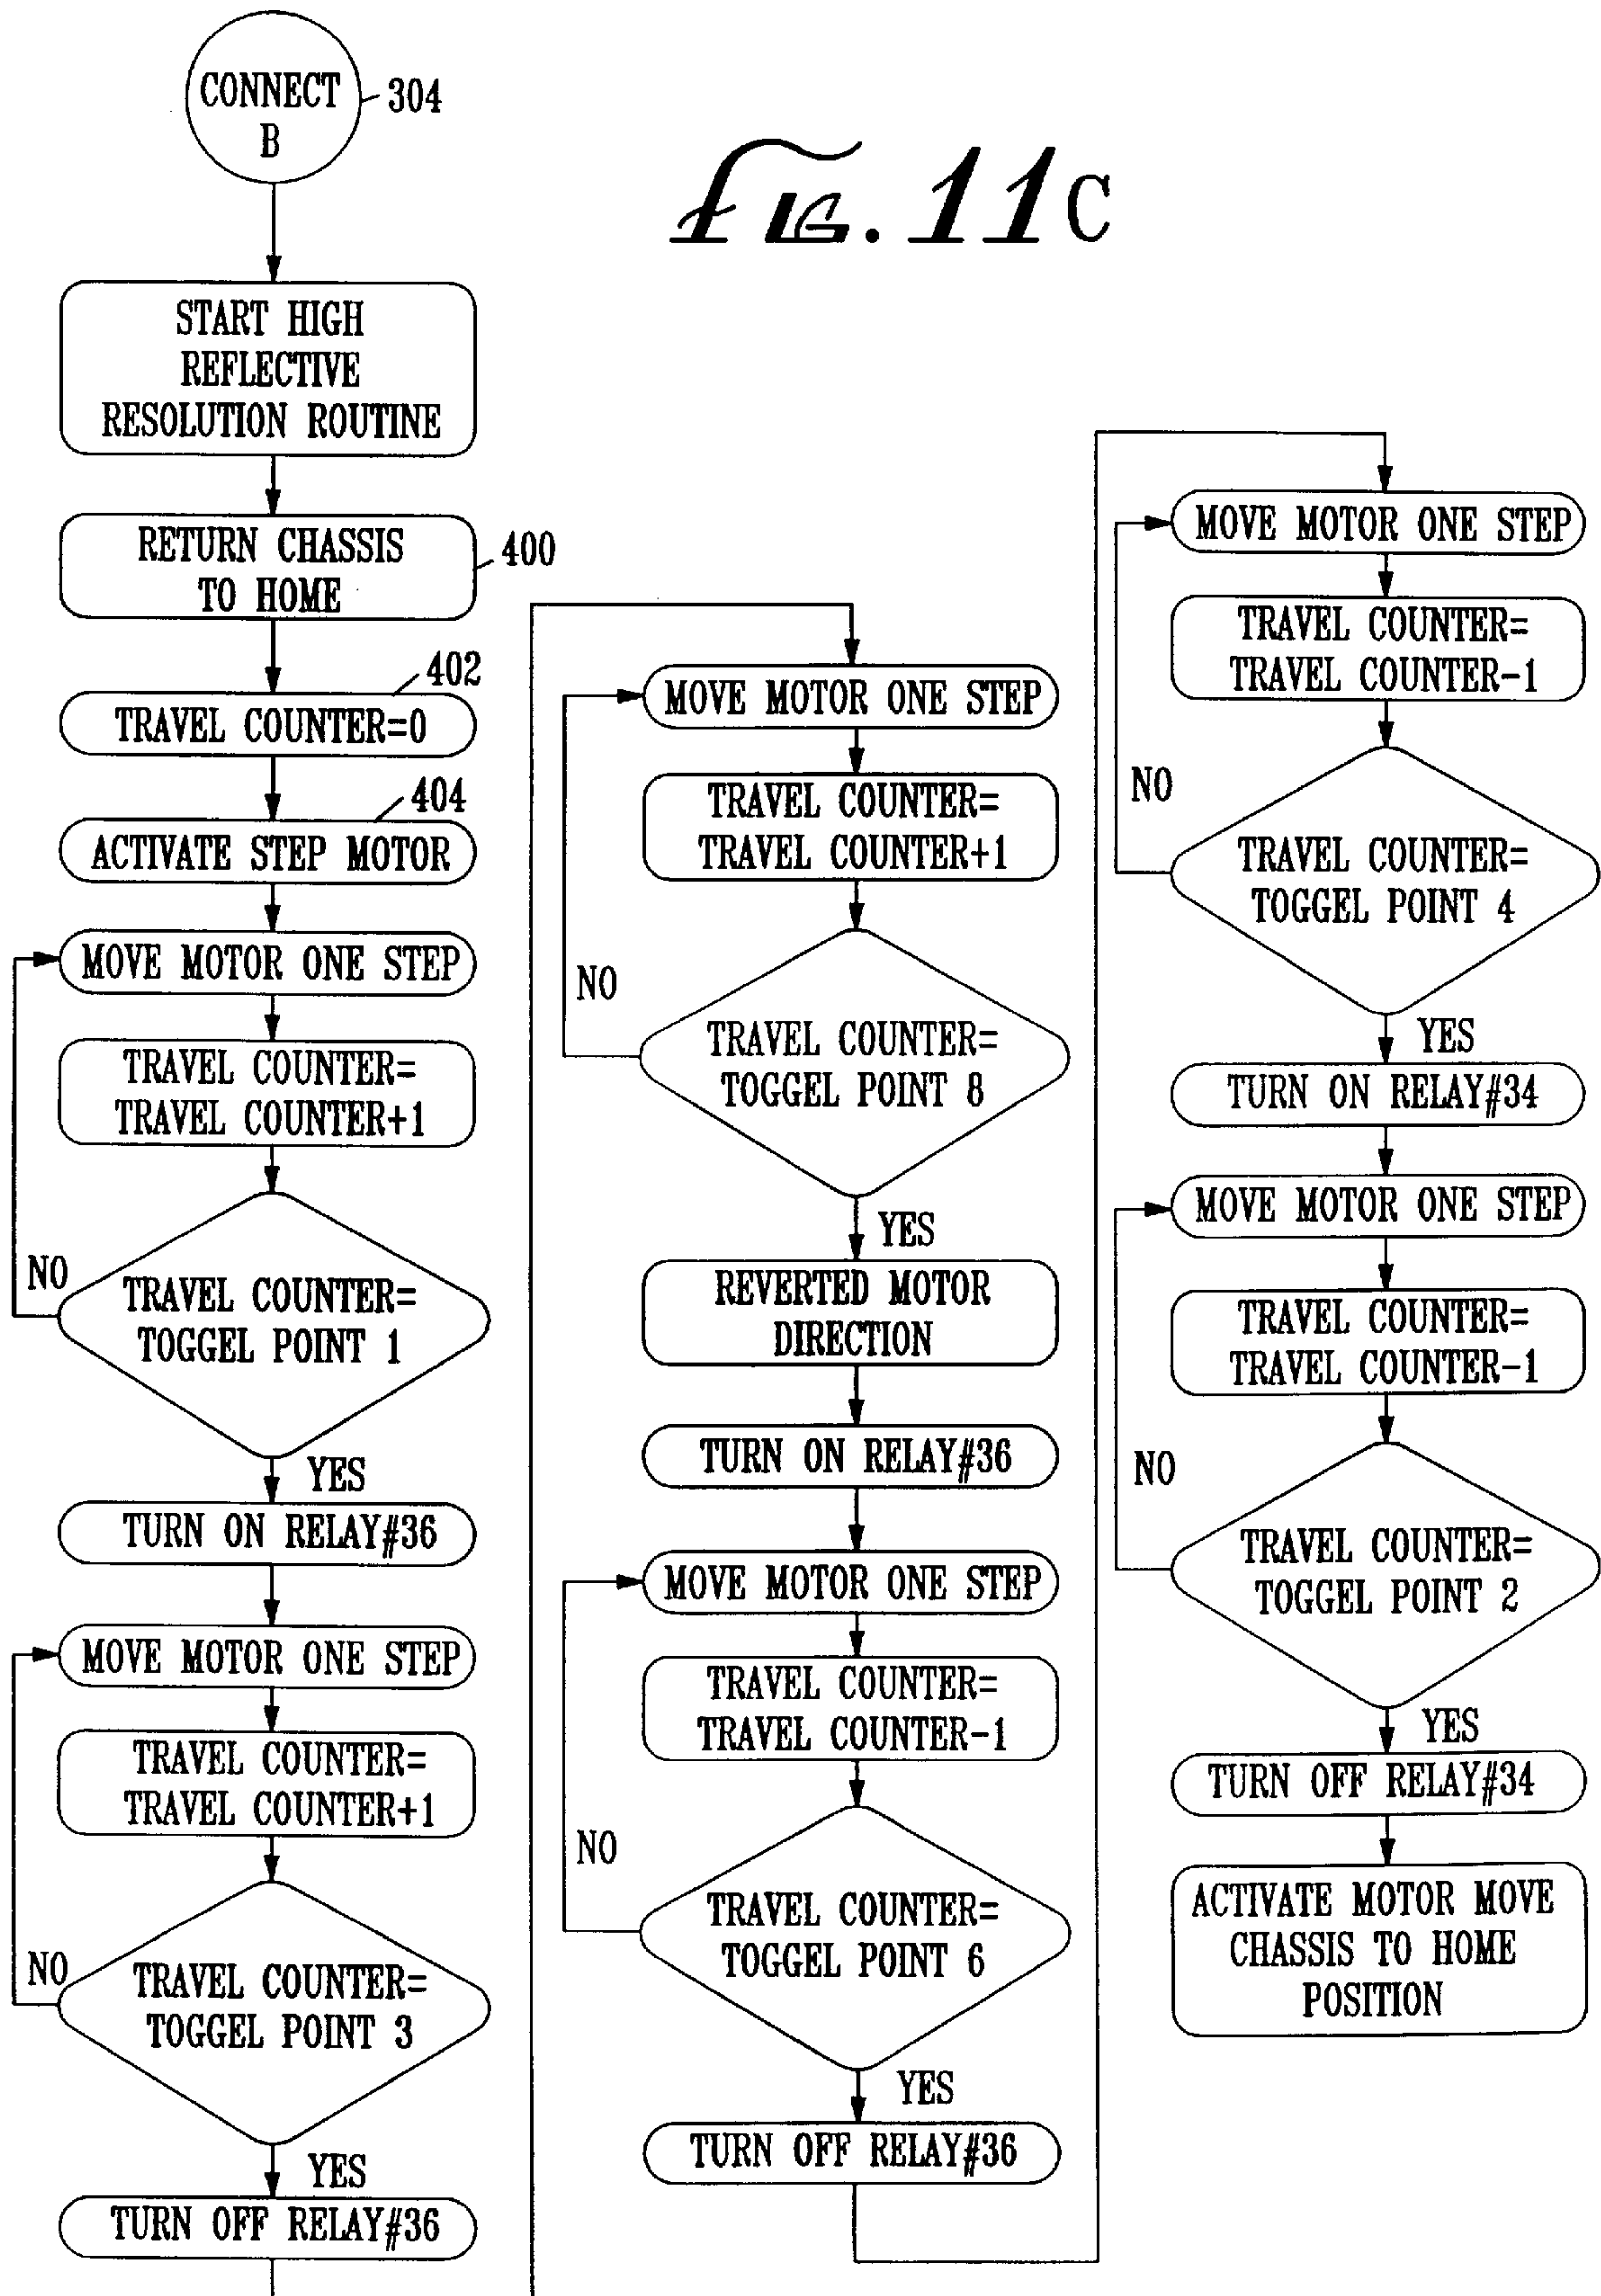 CONNECT
B
304
FIG. 11C
START HIGH
REFLECTIVE
RESOLUTION ROUTINE
RETURN CHASSIS
TO HOME
400
402
TRAVEL COUNTER=0
404
ACTIVATE STEP MOTOR
MOVE MOTOR ONE STEP
TRAVEL COUNTER=
TRAVEL COUNTER+1
NO
TRAVEL COUNTER=
TOGGEL POINT 1
YES
TURN ON RELAY#36
MOVE MOTOR ONE STEP
TRAVEL COUNTER=
TRAVEL COUNTER+1
NO
TRAVEL COUNTER=
TOGGEL POINT 3
YES
TURN OFF RELAY#36
MOVE MOTOR ONE STEP
TRAVEL COUNTER=
TRAVEL COUNTER+1
NO
TRAVEL COUNTER=
TOGGEL POINT 8
YES
REVERTED MOTOR
DIRECTION
TURN ON RELAY#36
MOVE MOTOR ONE STEP
TRAVEL COUNTER=
TRAVEL COUNTER-1
NO
TRAVEL COUNTER=
TOGGEL POINT 6
YES
TURN OFF RELAY#36
MOVE MOTOR ONE STEP
TRAVEL COUNTER=
TRAVEL COUNTER-1
NO
TRAVEL COUNTER=
TOGGEL POINT 4
YES
TURN ON RELAY#34
MOVE MOTOR ONE STEP
TRAVEL COUNTER=
TRAVEL COUNTER-1
NO
TRAVEL COUNTER=
TOGGEL POINT 2
YES
TURN OFF RELAY#34
ACTIVATE MOTOR MOVE
CHASSIS TO HOME
POSITION